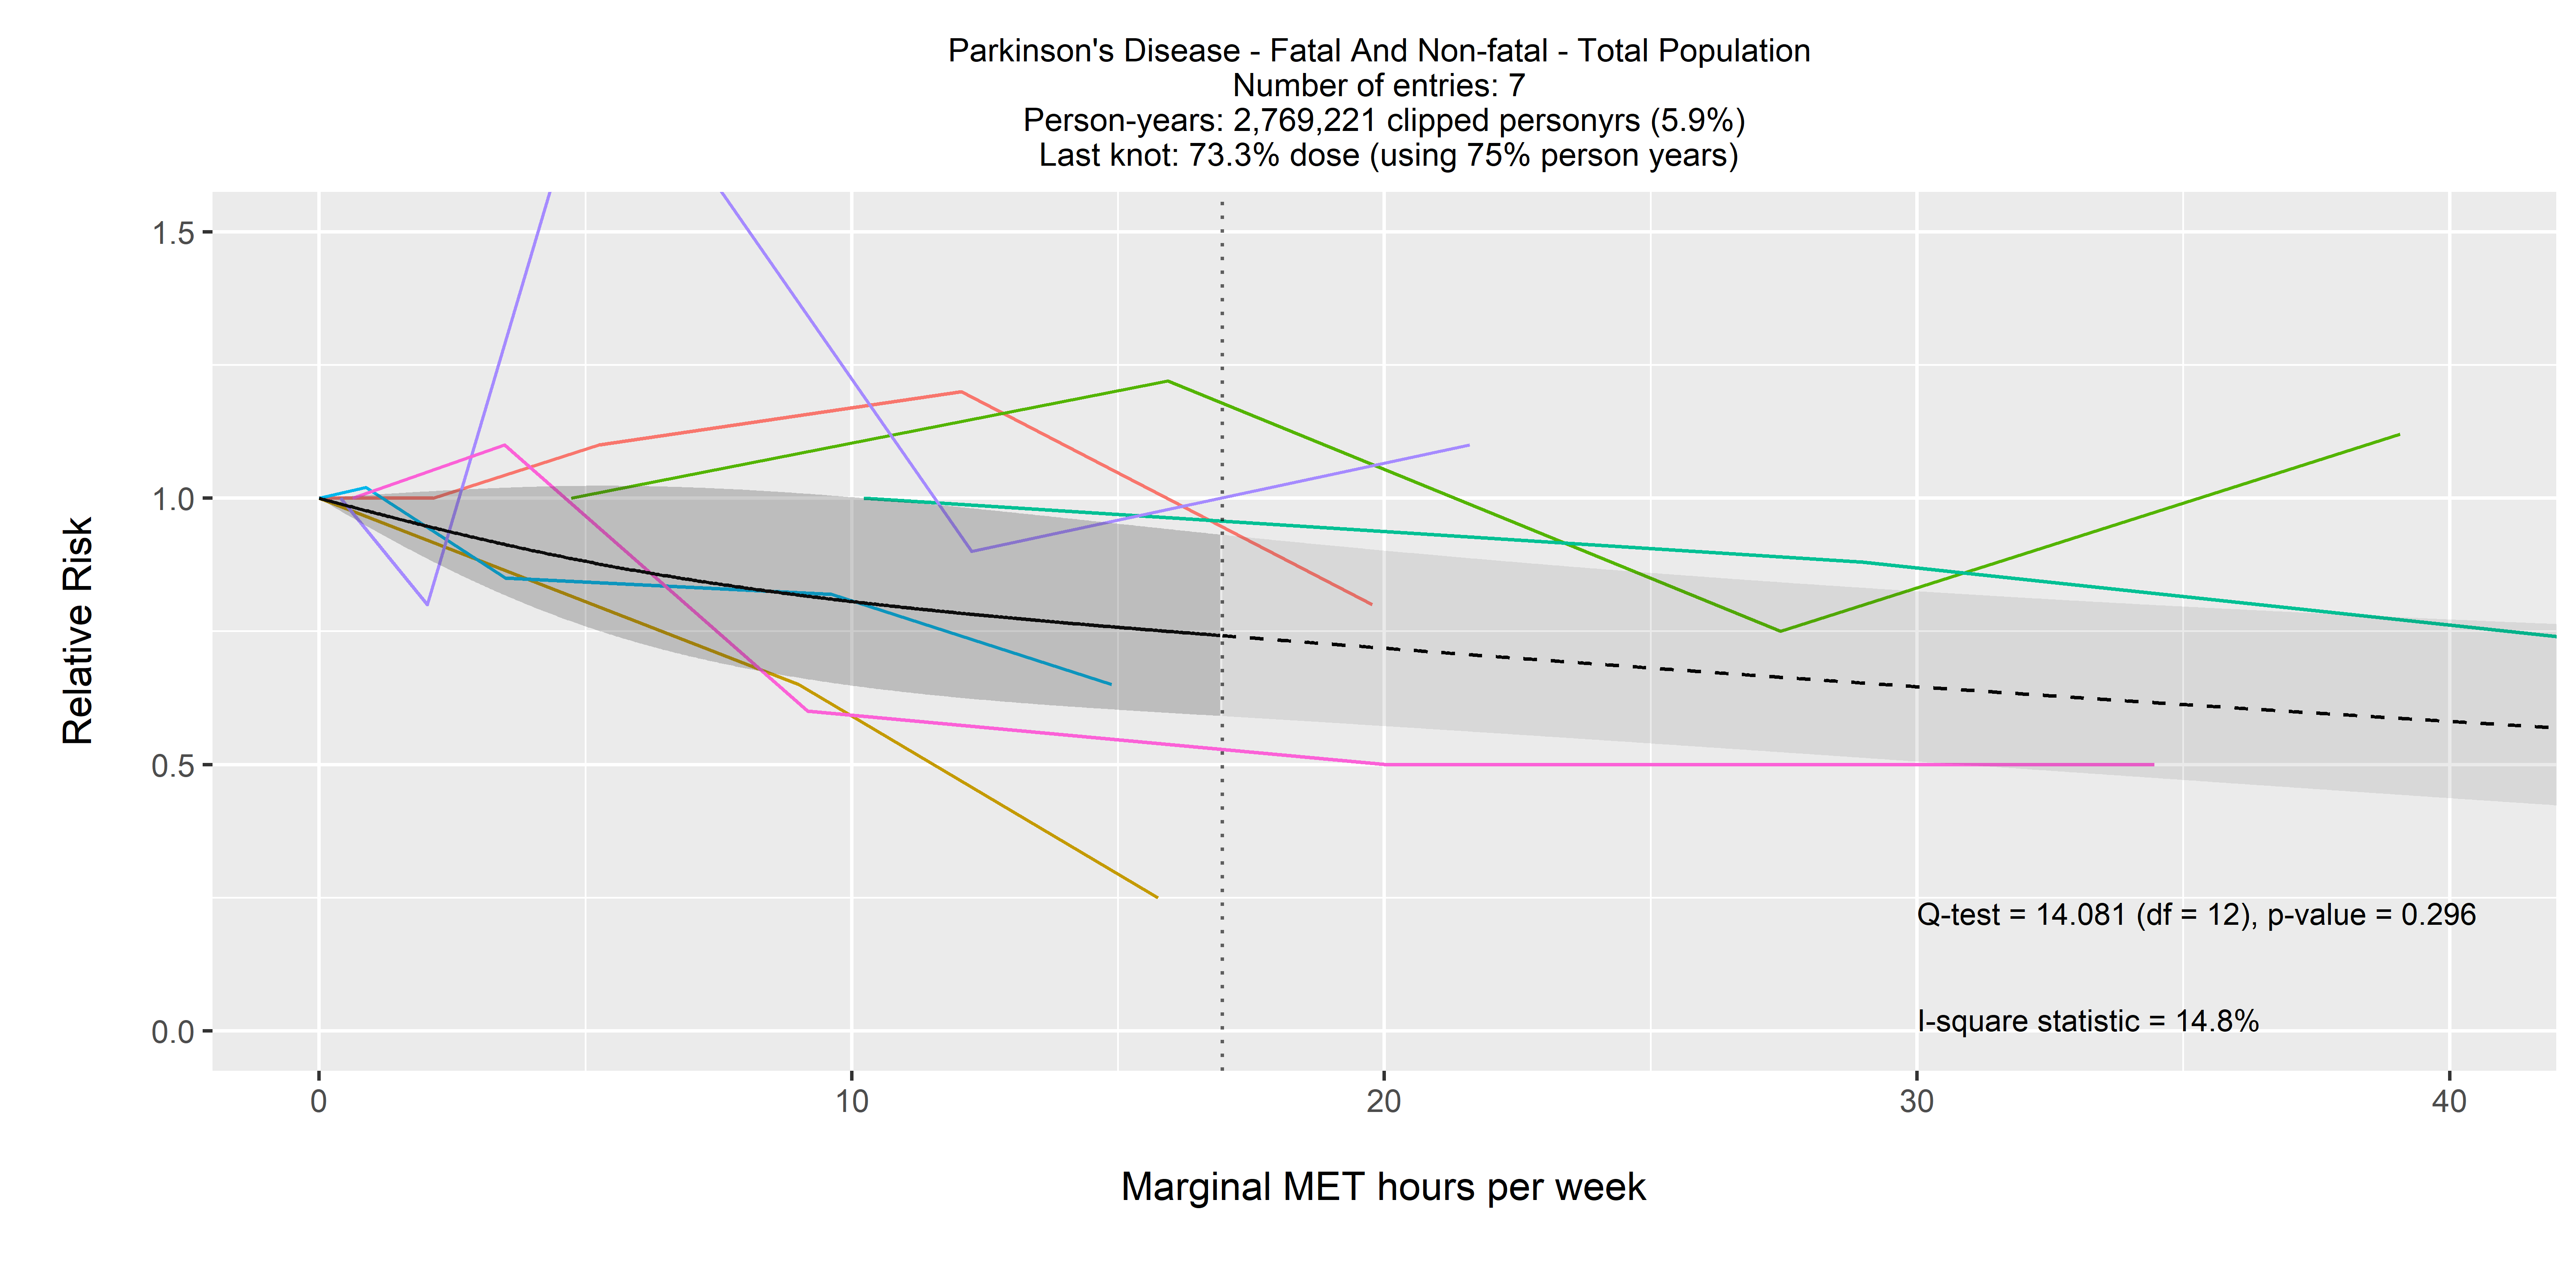 Parkinson's Disease - Fatal And Non-fatal - Total Population
Number of entries: 7
Person-years: 2,769,221 clipped personyrs (5.9%)
Last knot: 73.3% dose (using 75% person years)
Relative Risk
1.5
1.0
0.5
0.0
Q-test = 14.081 (df = 12), p-value = 0.296
I-square statistic = 14.8%
0 10 20 30 40
Marginal MET hours per week